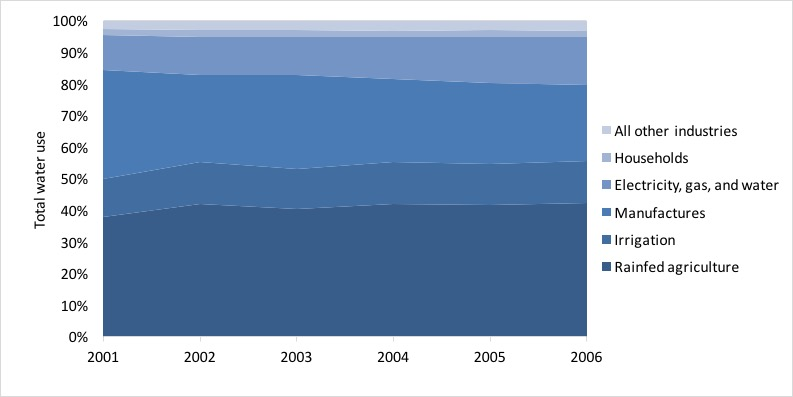 Total water use
100%
90%
80%
70%
60%
50%
40%
30%
20%
10%
0%
2001 2002 2003 2004 2005 2006
All other industries
Households
Electricity, gas, and water
Manufactures
Irrigation
Rainfed agriculture